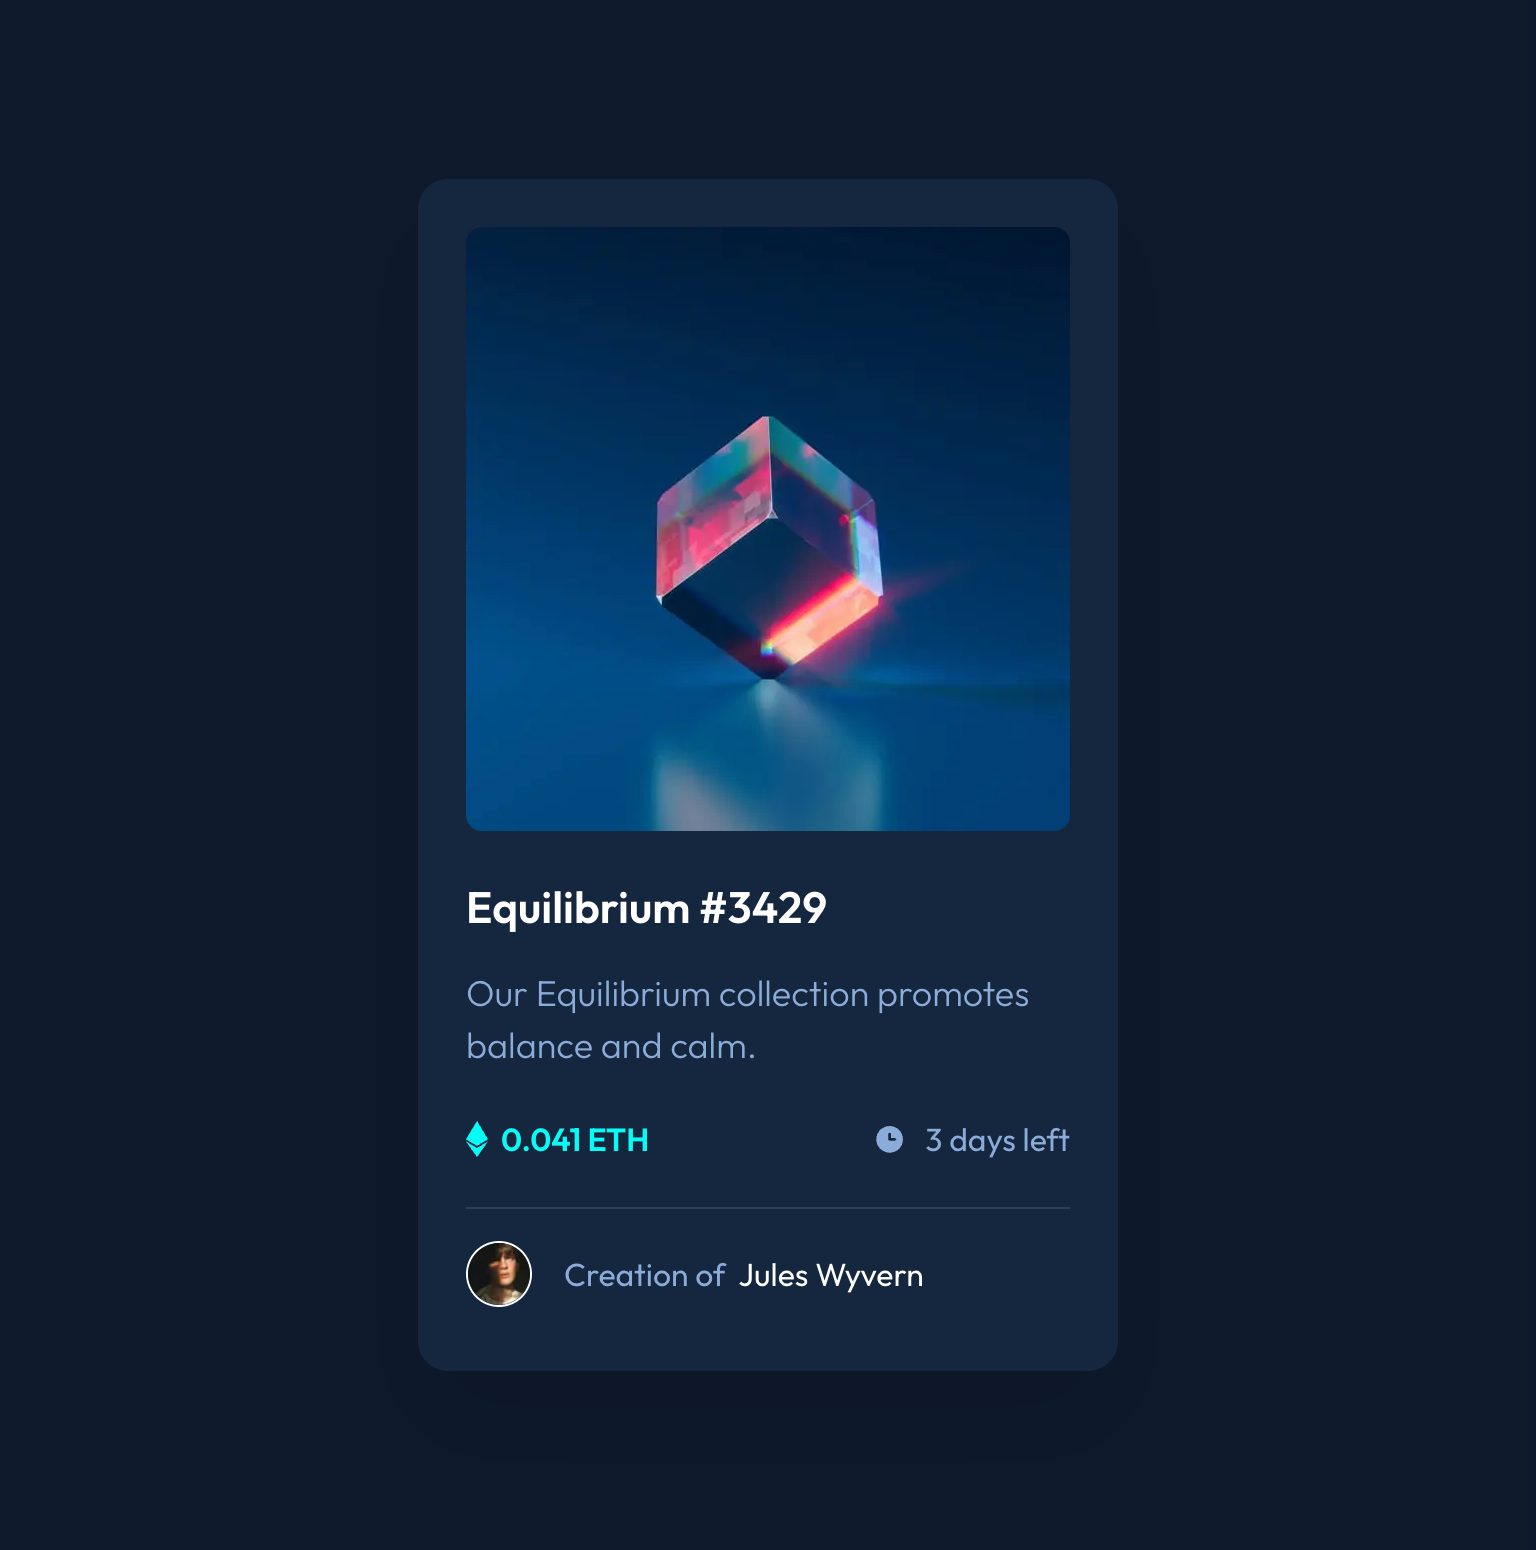 Equilibrium #3429
Our Equilibrium collection promotes
balance and calm.
0.041 ETH
3 days left
Creation of Jules Wyvern